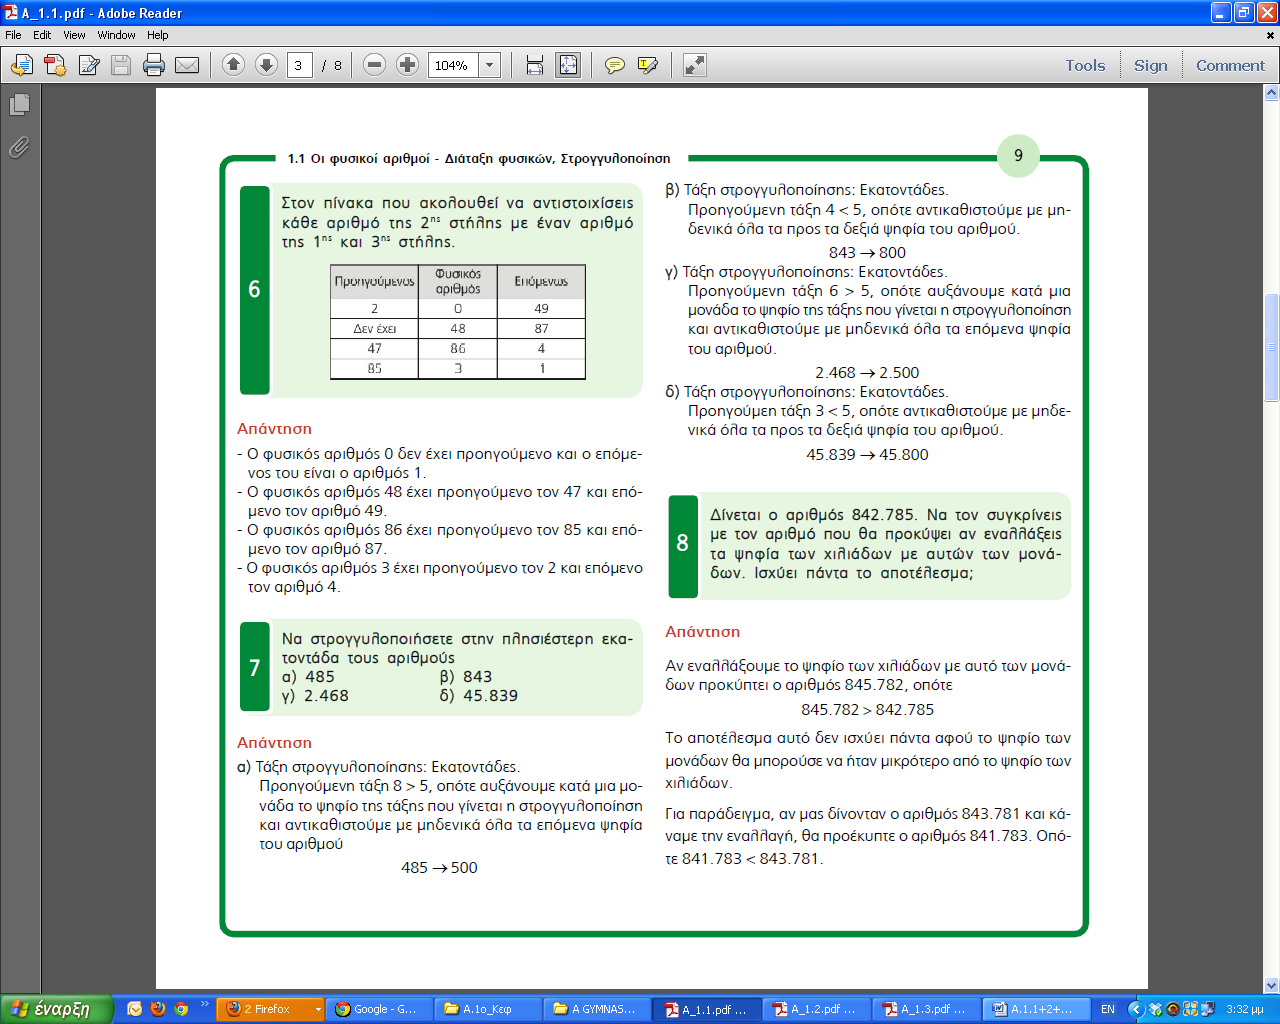 A_1.1.pdf - Adobe Reader
File Edit View Window Help
3 / 8 104% Tools Sign Comment
1.1 Οι φυσικοί αριθμοί - Διάταξη φυσικών, Στρογγυλοποίηση
9
6
Στον πίνακα που ακολουθεί να αντιστοιχίσεις
κάθε αριθμό της 2ης στήλης με έναν αριθμό
της 1ης και 3ης στήλης.
Προηγούμενος Φυσικός αριθμός Επόμενως
2 0 49
Δεν έχει 48 87
47 86 4
85 3 1
Απάντηση
- Ο φυσικός αριθμός 0 δεν έχει προηγούμενο και ο επόμε-
νος του είναι ο αριθμός 1.
- Ο φυσικός αριθμός 48 έχει προηγούμενο τον 47 και επό-
μενο τον αριθμό 49.
- Ο φυσικός αριθμός 86 έχει προηγούμενο τον 85 και επό-
μενο τον αριθμό 87.
- Ο φυσικός αριθμός 3 έχει προηγούμενο τον 2 και επόμενο
τον αριθμό 4.
7
Να στρογγυλοποιήσετε στην πλησιέστερη εκα-
τοντάδα τους αριθμούς
α) 485 β) 843
γ) 2.468 δ) 45.839
Απάντηση
α) Τάξη στρογγυλοποίησης: Εκατοντάδες.
Προηγούμενη τάξη 8 > 5, οπότε αυξάνουμε κατά μια μο-
νάδα το ψηφίο της τάξης που γίνεται η στρογγυλοποίηση
και αντικαθιστούμε με μηδενικά όλα τα επόμενα ψηφία
του αριθμού
485 → 500
β) Τάξη στρογγυλοποίησης: Εκατοντάδες.
Προηγούμενη τάξη 4 < 5, οπότε αντικαθιστούμε με μη-
δενικά όλα τα προς τα δεξιά ψηφία του αριθμού.
843 → 800
γ) Τάξη στρογγυλοποίησης: Εκατοντάδες.
Προηγούμενη τάξη 6 > 5, οπότε αυξάνουμε κατά μια
μονάδα το ψηφίο της τάξης που γίνεται η στρογγυλοποίηση
και αντικαθιστούμε με μηδενικά όλα τα επόμενα ψηφία
του αριθμού.
2.468 → 2.500
δ) Τάξη στρογγυλοποίησης: Εκατοντάδες.
Προηγούμεη τάξη 3 < 5, οπότε αντικαθιστούμε με μηδε-
νικά όλα τα προς τα δεξιά ψηφία του αριθμού.
45.839 → 45.800
8
Δίνεται ο αριθμός 842.785. Να τον συγκρίνεις
με τον αριθμό που θα προκύψει αν εναλλάξεις
τα ψηφία των χιλιάδων με αυτών των μονά-
δων. Ισχύει πάντα το αποτέλεσμα;
Απάντηση
Αν εναλλάξουμε το ψηφίο των χιλιάδων με αυτό των μονά-
δων προκύπτει ο αριθμός 845.782, οπότε
845.782 > 842.785
Το αποτέλεσμα αυτό δεν ισχύει πάντα αφού το ψηφίο των
μονάδων θα μπορούσε να ήταν μικρότερο από το ψηφίο των
χιλιάδων.
Για παράδειγμα, αν μας δίνονταν ο αριθμός 843.781 και κά-
ναμε την εναλλαγή, θα προέκυπτε ο αριθμός 841.783. Οπό-
τε 841.783 < 843.781.
έναρξη 2 Firefox Google - G... A.1o_Κεφ A GYMNAS... A_1.1.pdf ... A_1.2.pdf ... A_1.3.pdf ... A.1.1+2+... EN 3:32 μμ